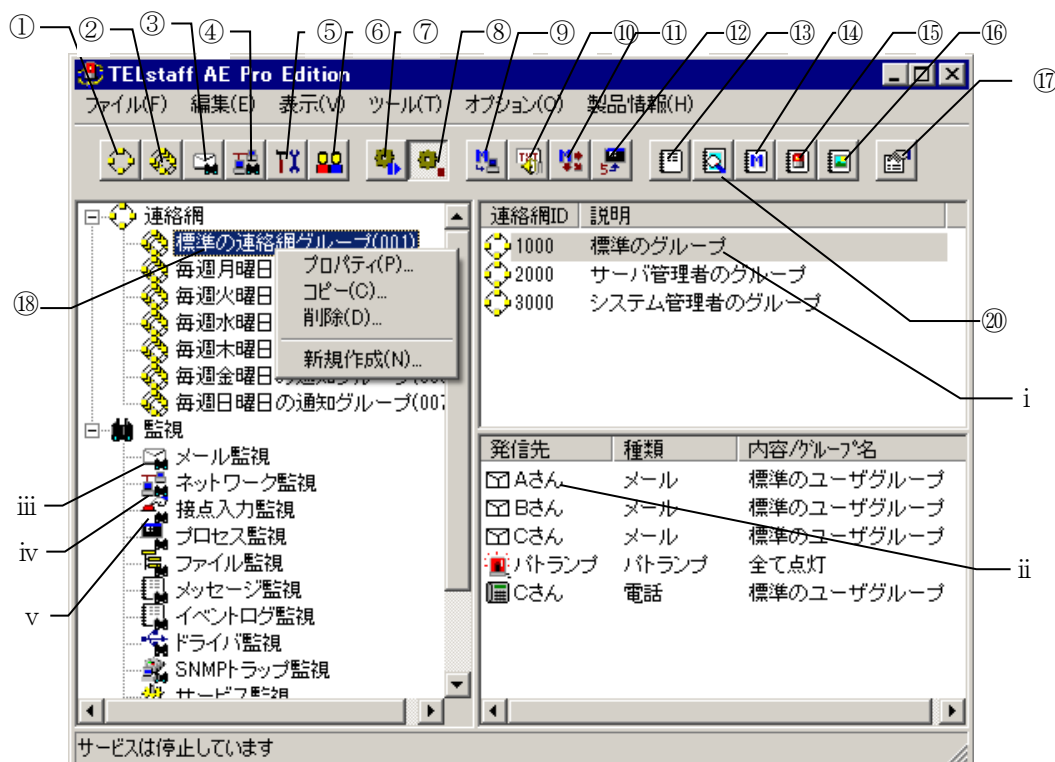 ① ② ③ ④ ⑤ ⑥ ⑦ ⑧ ⑨ ⑩ ⑪ ⑫ ⑬ ⑭ ⑮ ⑯
⑰
TELstaff AE Pro Edition
ファイル(F) 編集(E) 表示(V) ツール(T) オプション(O) 製品情報(H)
連絡網
標準の連絡網グループ(001)
毎週月曜日
毎週火曜日
毎週水曜日
毎週木曜日
毎週金曜日の通知グループ(00
毎週日曜日の通知グループ(007
監視
メール監視
ネットワーク監視
接点入力監視
プロセス監視
ファイル監視
メッセージ監視
イベントログ監視
ドライバ監視
SNMPトラップ監視
サービス監視
プロパティ(P)...
コピー(C)...
削除(D)...
新規作成(N)...
⑱
iii
iv
v
連絡網ID 説明
1000 標準のグループ
2000 サーバ管理者のグループ
3000 システム管理者のグループ
⑳
i
発信先 種類 内容/グループ名
Aさん メール 標準のユーザグループ
Bさん メール 標準のユーザグループ
Cさん メール 標準のユーザグループ
パトランプ パトランプ 全て点灯
Cさん 電話 標準のユーザグループ
ii
サービスは停止しています